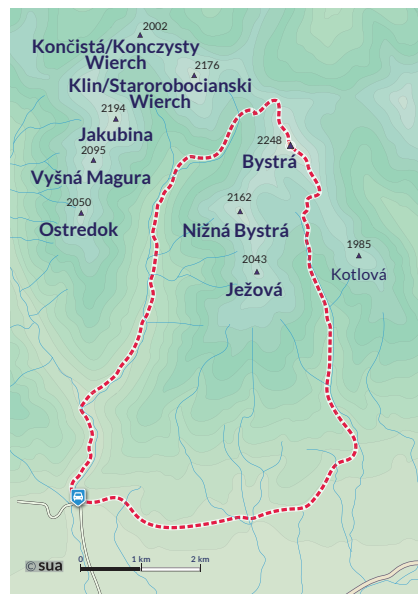 2002
Končistá/Konczysty
Wierch
2176
Klin/Starorobocianski
Wierch
2194
Jakubina
2095
Vyšná Magura
2050
Ostredok
2248
Bystrá
2162
Nižná Bystrá
2043
Ježová
1985
Kotlová
© sua
0 1 km 2 km